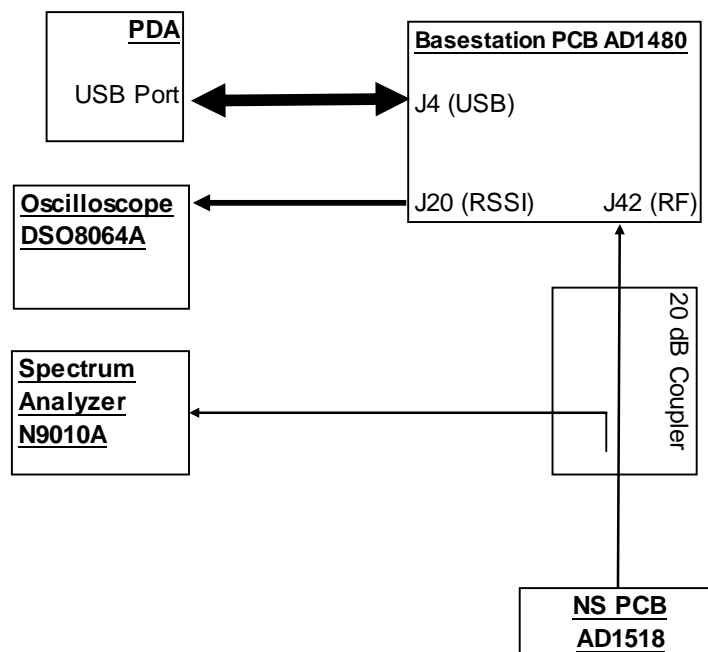 PDA
USB Port
Basestation PCB AD1480
J4 (USB)
J20 (RSSI)
J42 (RF)
Oscilloscope
DSO8064A
20 dB Coupler
Spectrum
Analyzer
N9010A
NS PCB
AD1518